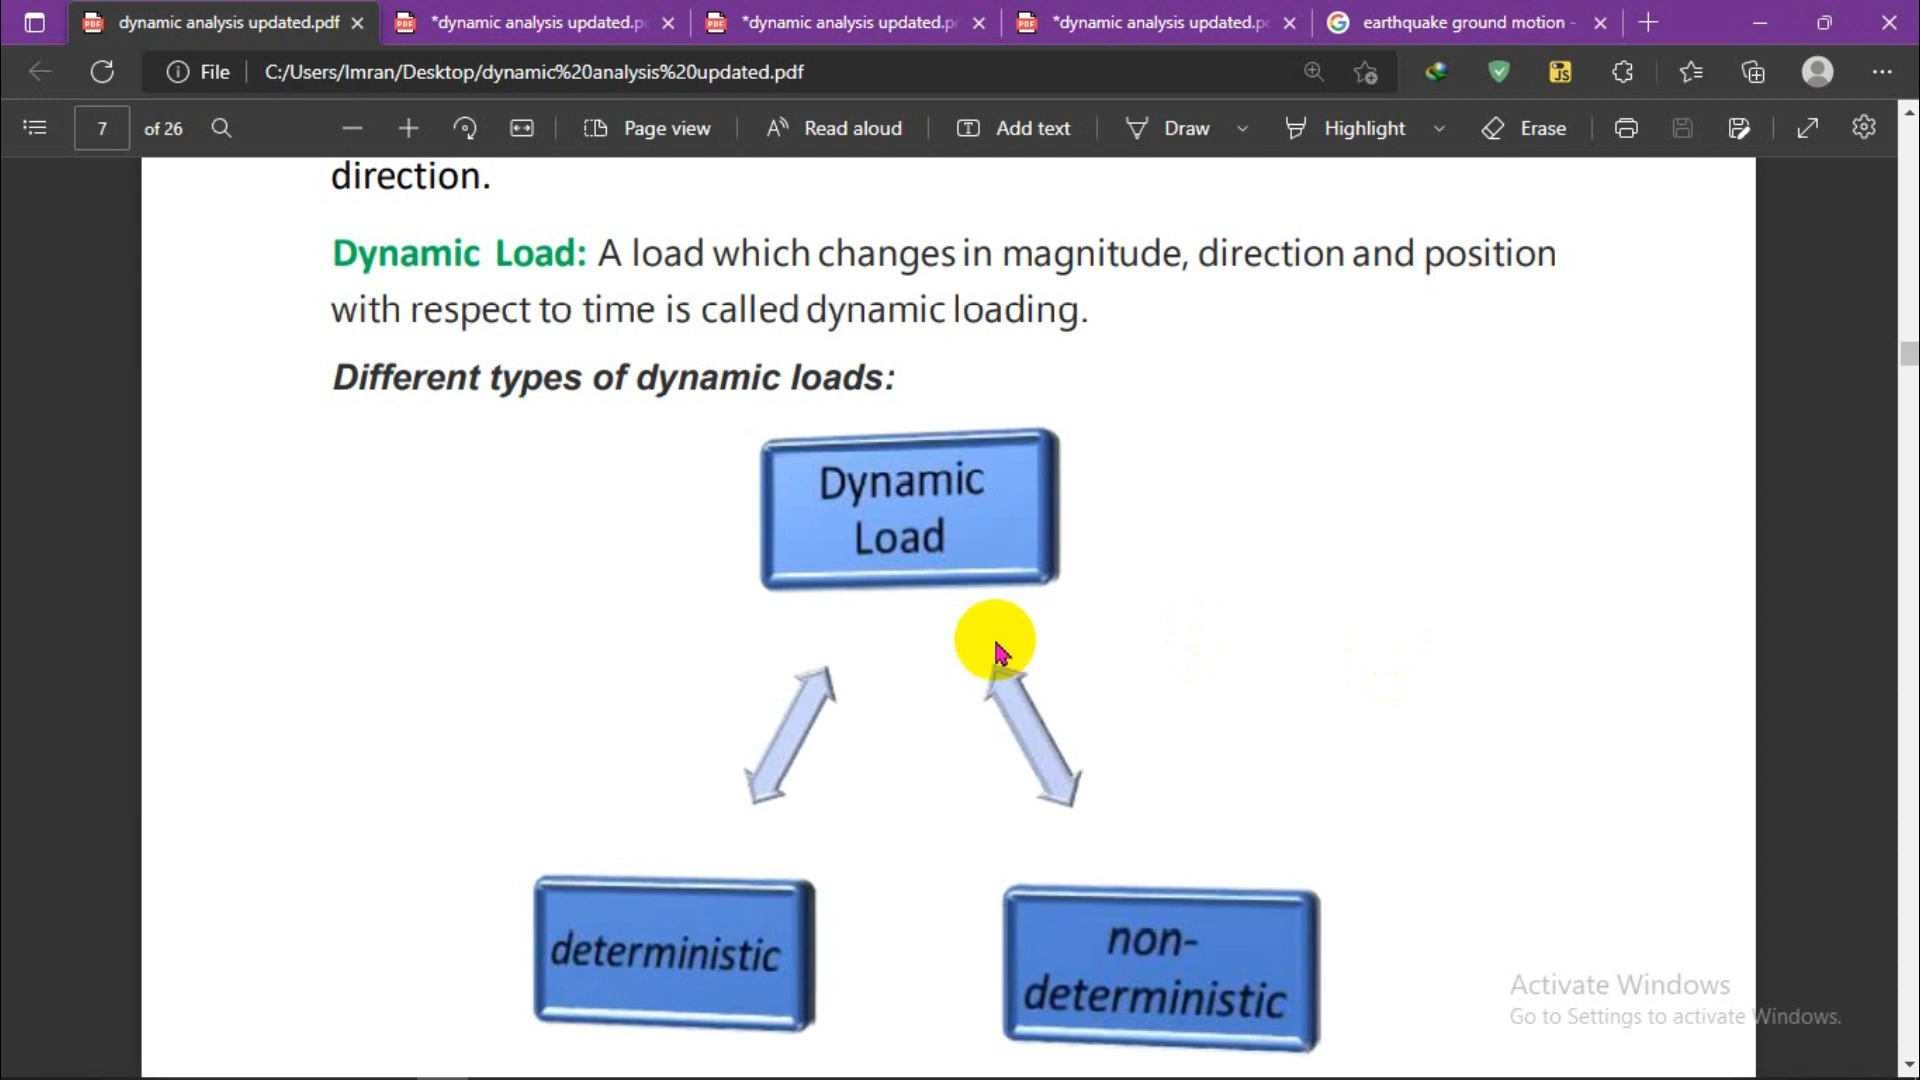 dynamic analysis updated.pdf
*dynamic analysis updated.p
*dynamic analysis updated.p
*dynamic analysis updated.p
earthquake ground motion -
File
C:/Users/Imran/Desktop/dynamic%20analysis%20updated.pdf
7 of 26
Page view
Read aloud
Add text
Draw
Highlight
Erase
direction.
Dynamic Load: A load which changes in magnitude, direction and position
with respect to time is called dynamic loading.
Different types of dynamic loads:
Dynamic
Load
deterministic
non-
deterministic
Activate Windows
Go to Settings to activate Windows.